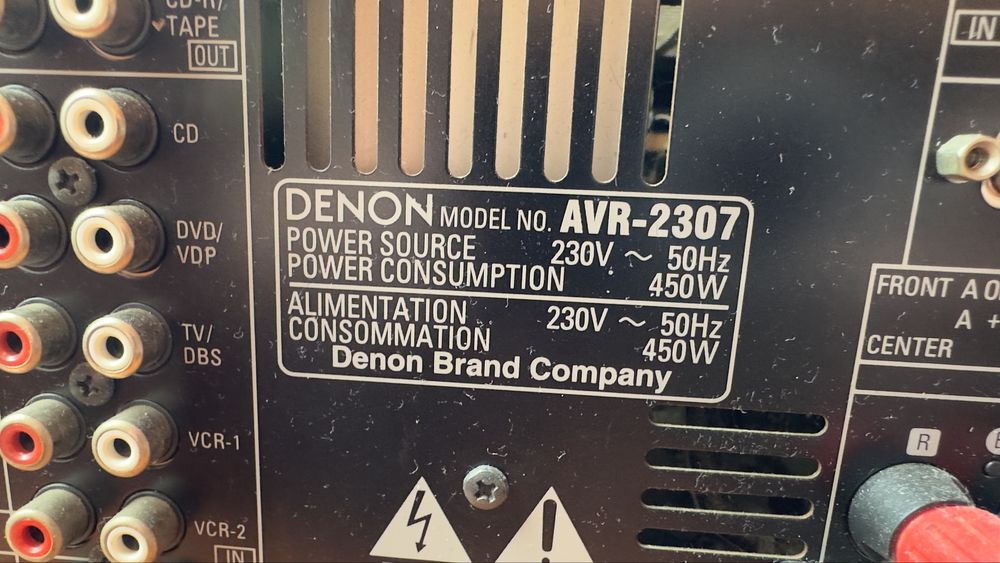 CD-R/
TAPE
OUT
CD
DVD/
VDP
TV/
DBS
VCR-1
VCR-2
IN
DENON MODEL NO. AVR-2307
POWER SOURCE 230V ~ 50Hz
POWER CONSUMPTION 450W
ALIMENTATION 230V ~ 50Hz
CONSOMMATION 450W
Denon Brand Company
IN
FRONT A
A +
CENTER
R